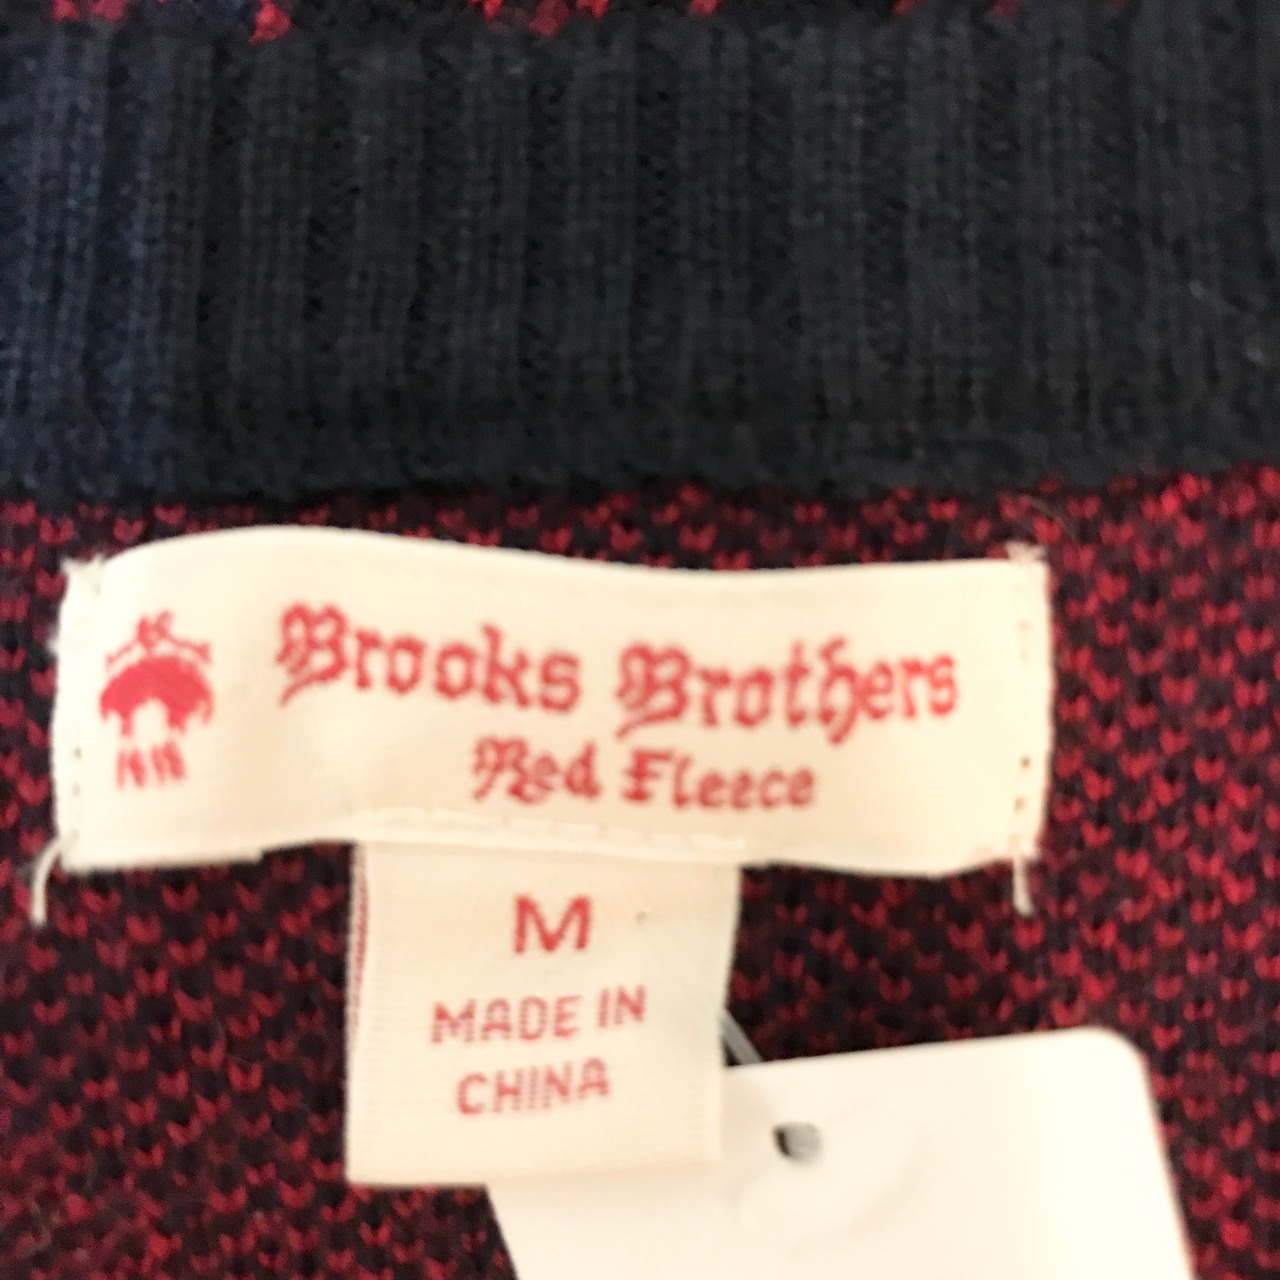 Brooks Brothers
Red Fleece
M
MADE IN
CHINA